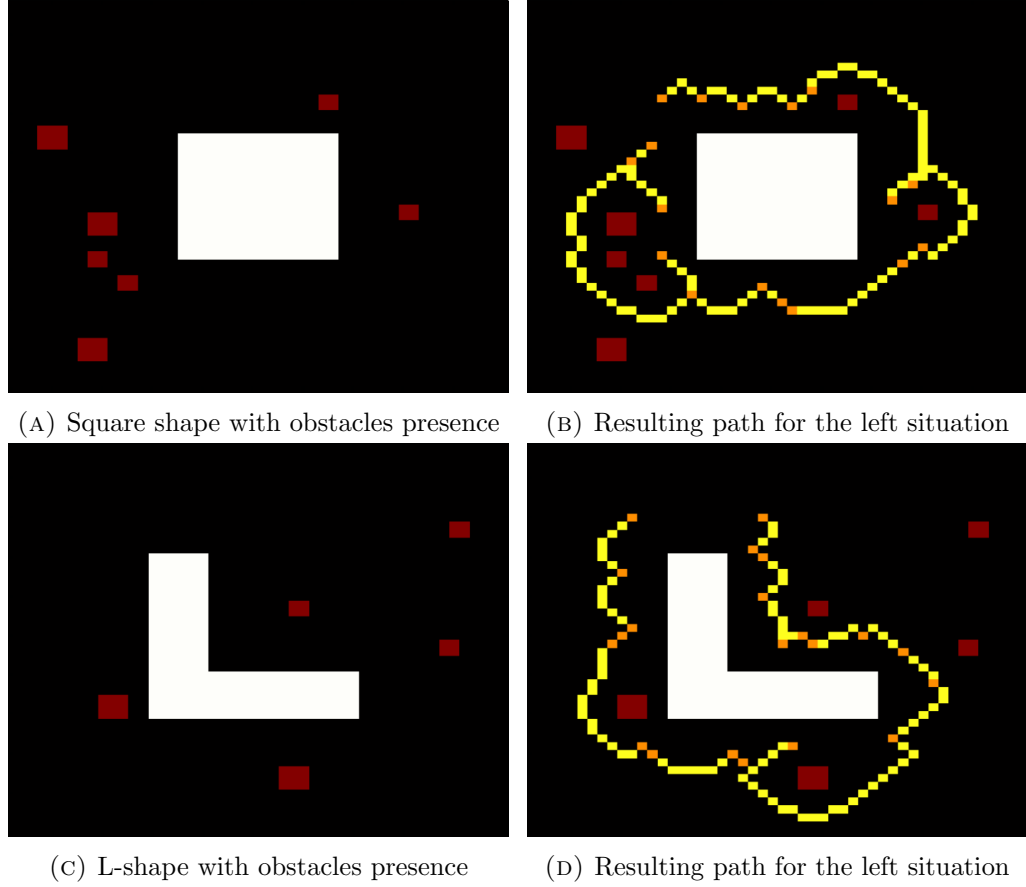 (A) Square shape with obstacles presence
(B) Resulting path for the left situation
(C) L-shape with obstacles presence
(D) Resulting path for the left situation